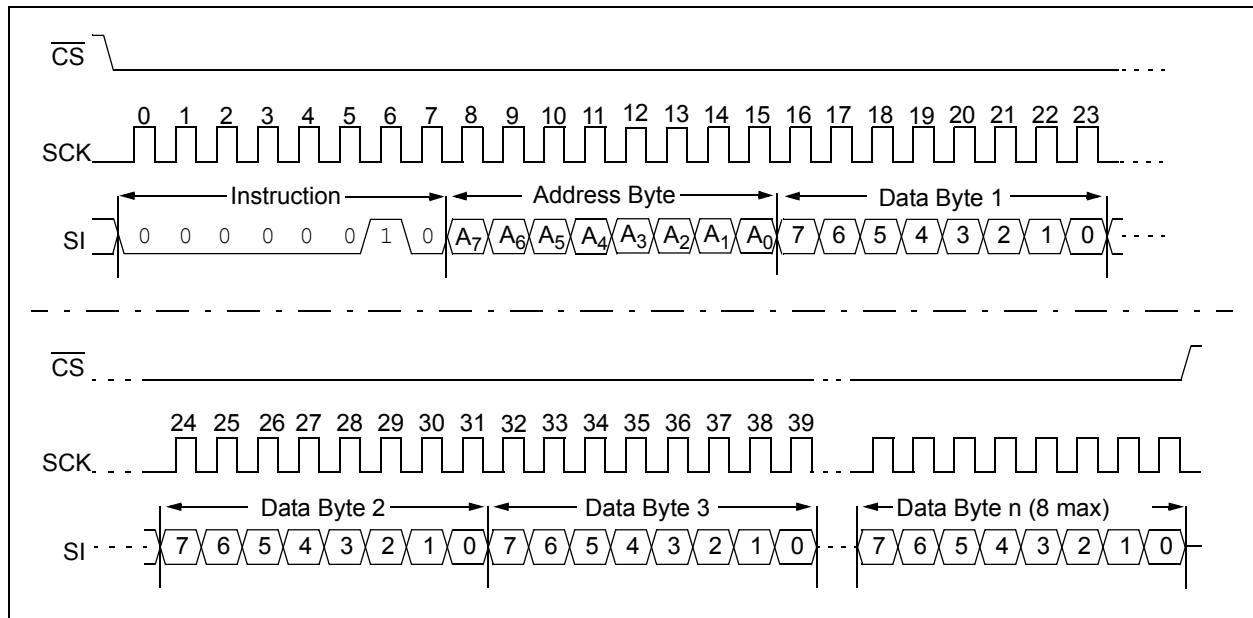 CS
0 1 2 3 4 5 6 7 8 9 10 11 12 13 14 15 16 17 18 19 20 21 22 23
SCK
Instruction Address Byte Data Byte 1
SI 0 0 0 0 0 0 1 0 A7 A6 A5 A4 A3 A2 A1 A0 7 6 5 4 3 2 1 0
CS
24 25 26 27 28 29 30 31 32 33 34 35 36 37 38 39
SCK
Data Byte 2 Data Byte 3 Data Byte n (8 max)
SI 7 6 5 4 3 2 1 0 7 6 5 4 3 2 1 0 7 6 5 4 3 2 1 0